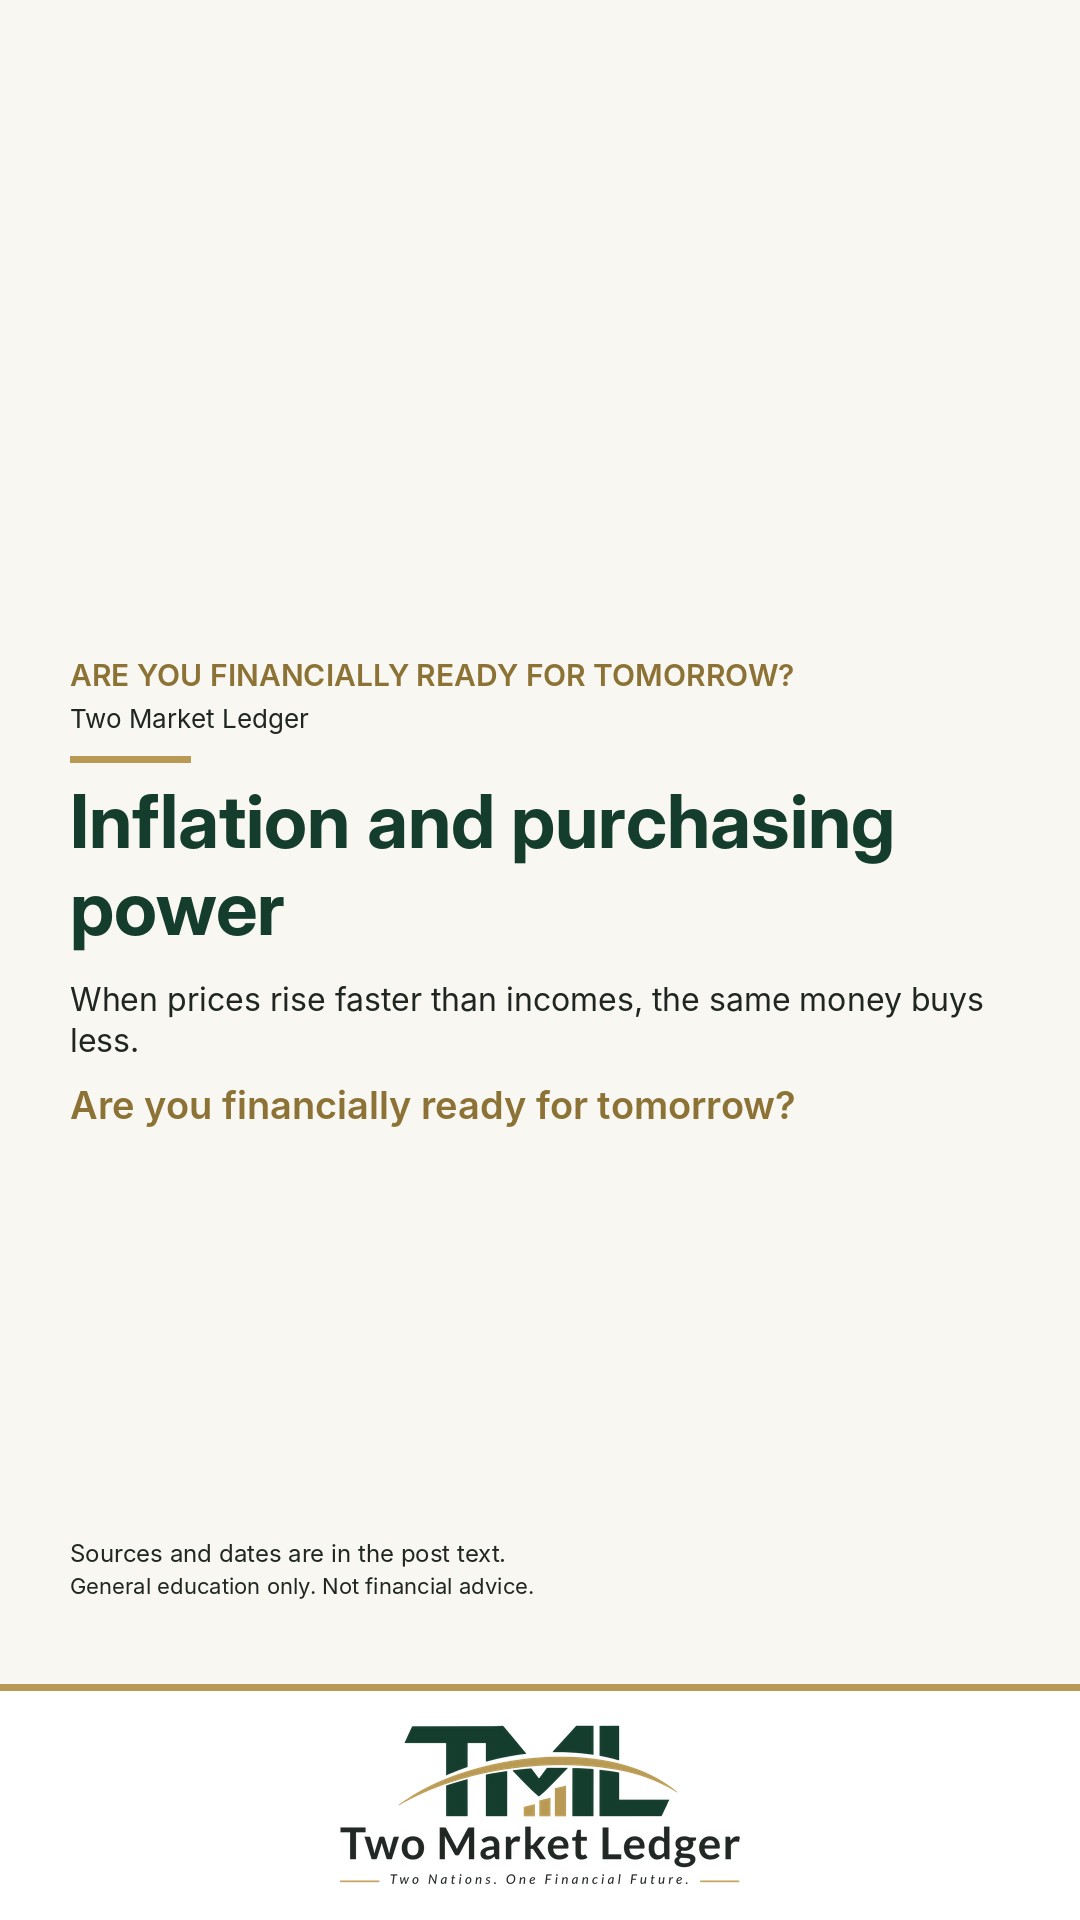 ARE YOU FINANCIALLY READY FOR TOMORROW?
Two Market Ledger
Inflation and purchasing
power
When prices rise faster than incomes, the same money buys
less.
Are you financially ready for tomorrow?
Sources and dates are in the post text.
General education only. Not financial advice.
TML
Two Market Ledger
Two Nations. One Financial Future.